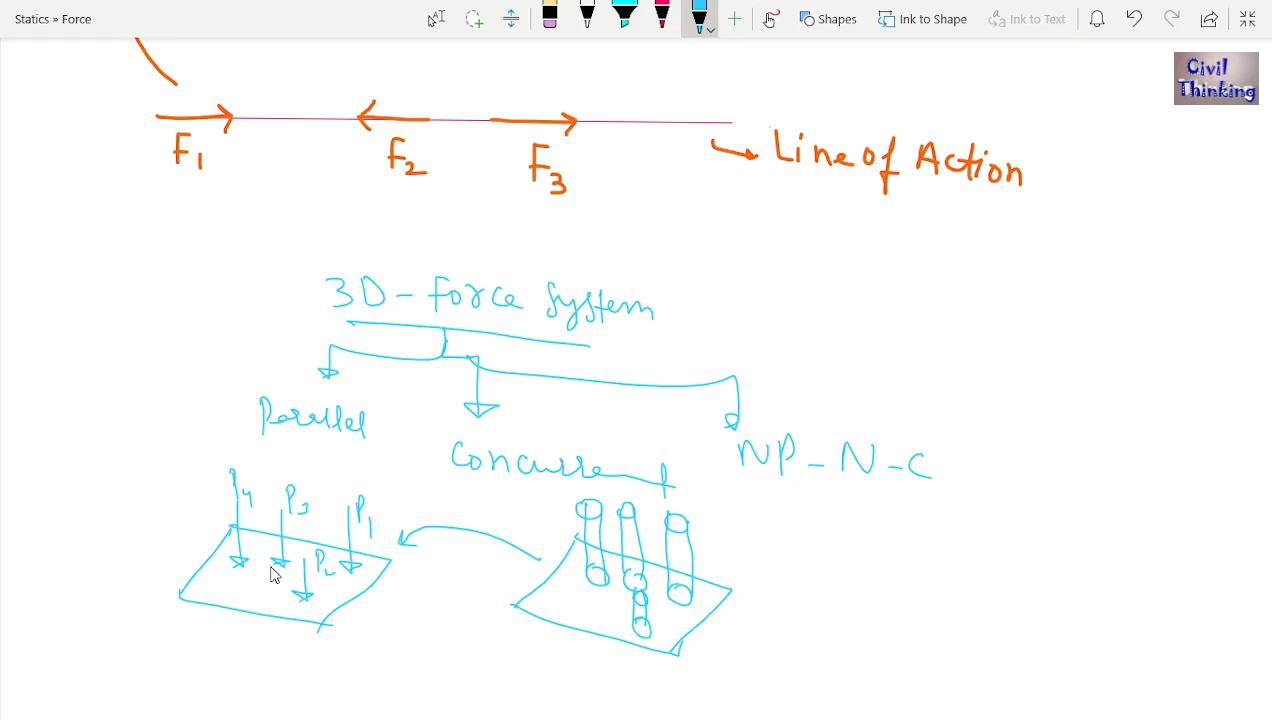 Statics » Force
Shapes
Ink to Shape
Ink to Text
Civil
Thinking
F1
F2
F3
Line of Action
3D - force system
Parallel
Concurrent
NP - N - C
P4
P3
P1
P2